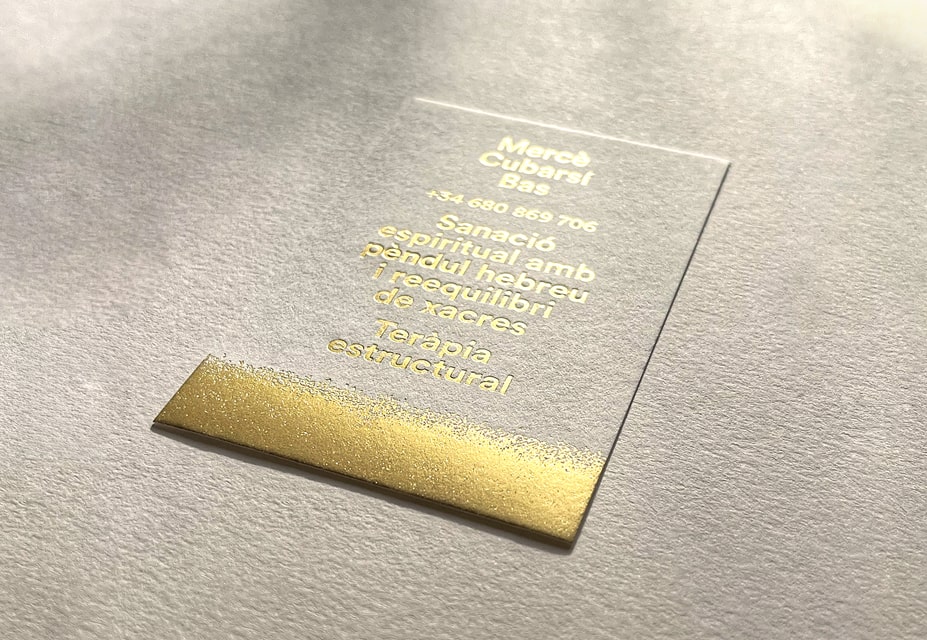 Mercè
Cubarsí
Bas
+34 680 869 706
Sanació
espiritual amb
pèndul hebreu
i reequilibri
de xacres
Teràpia
estructural